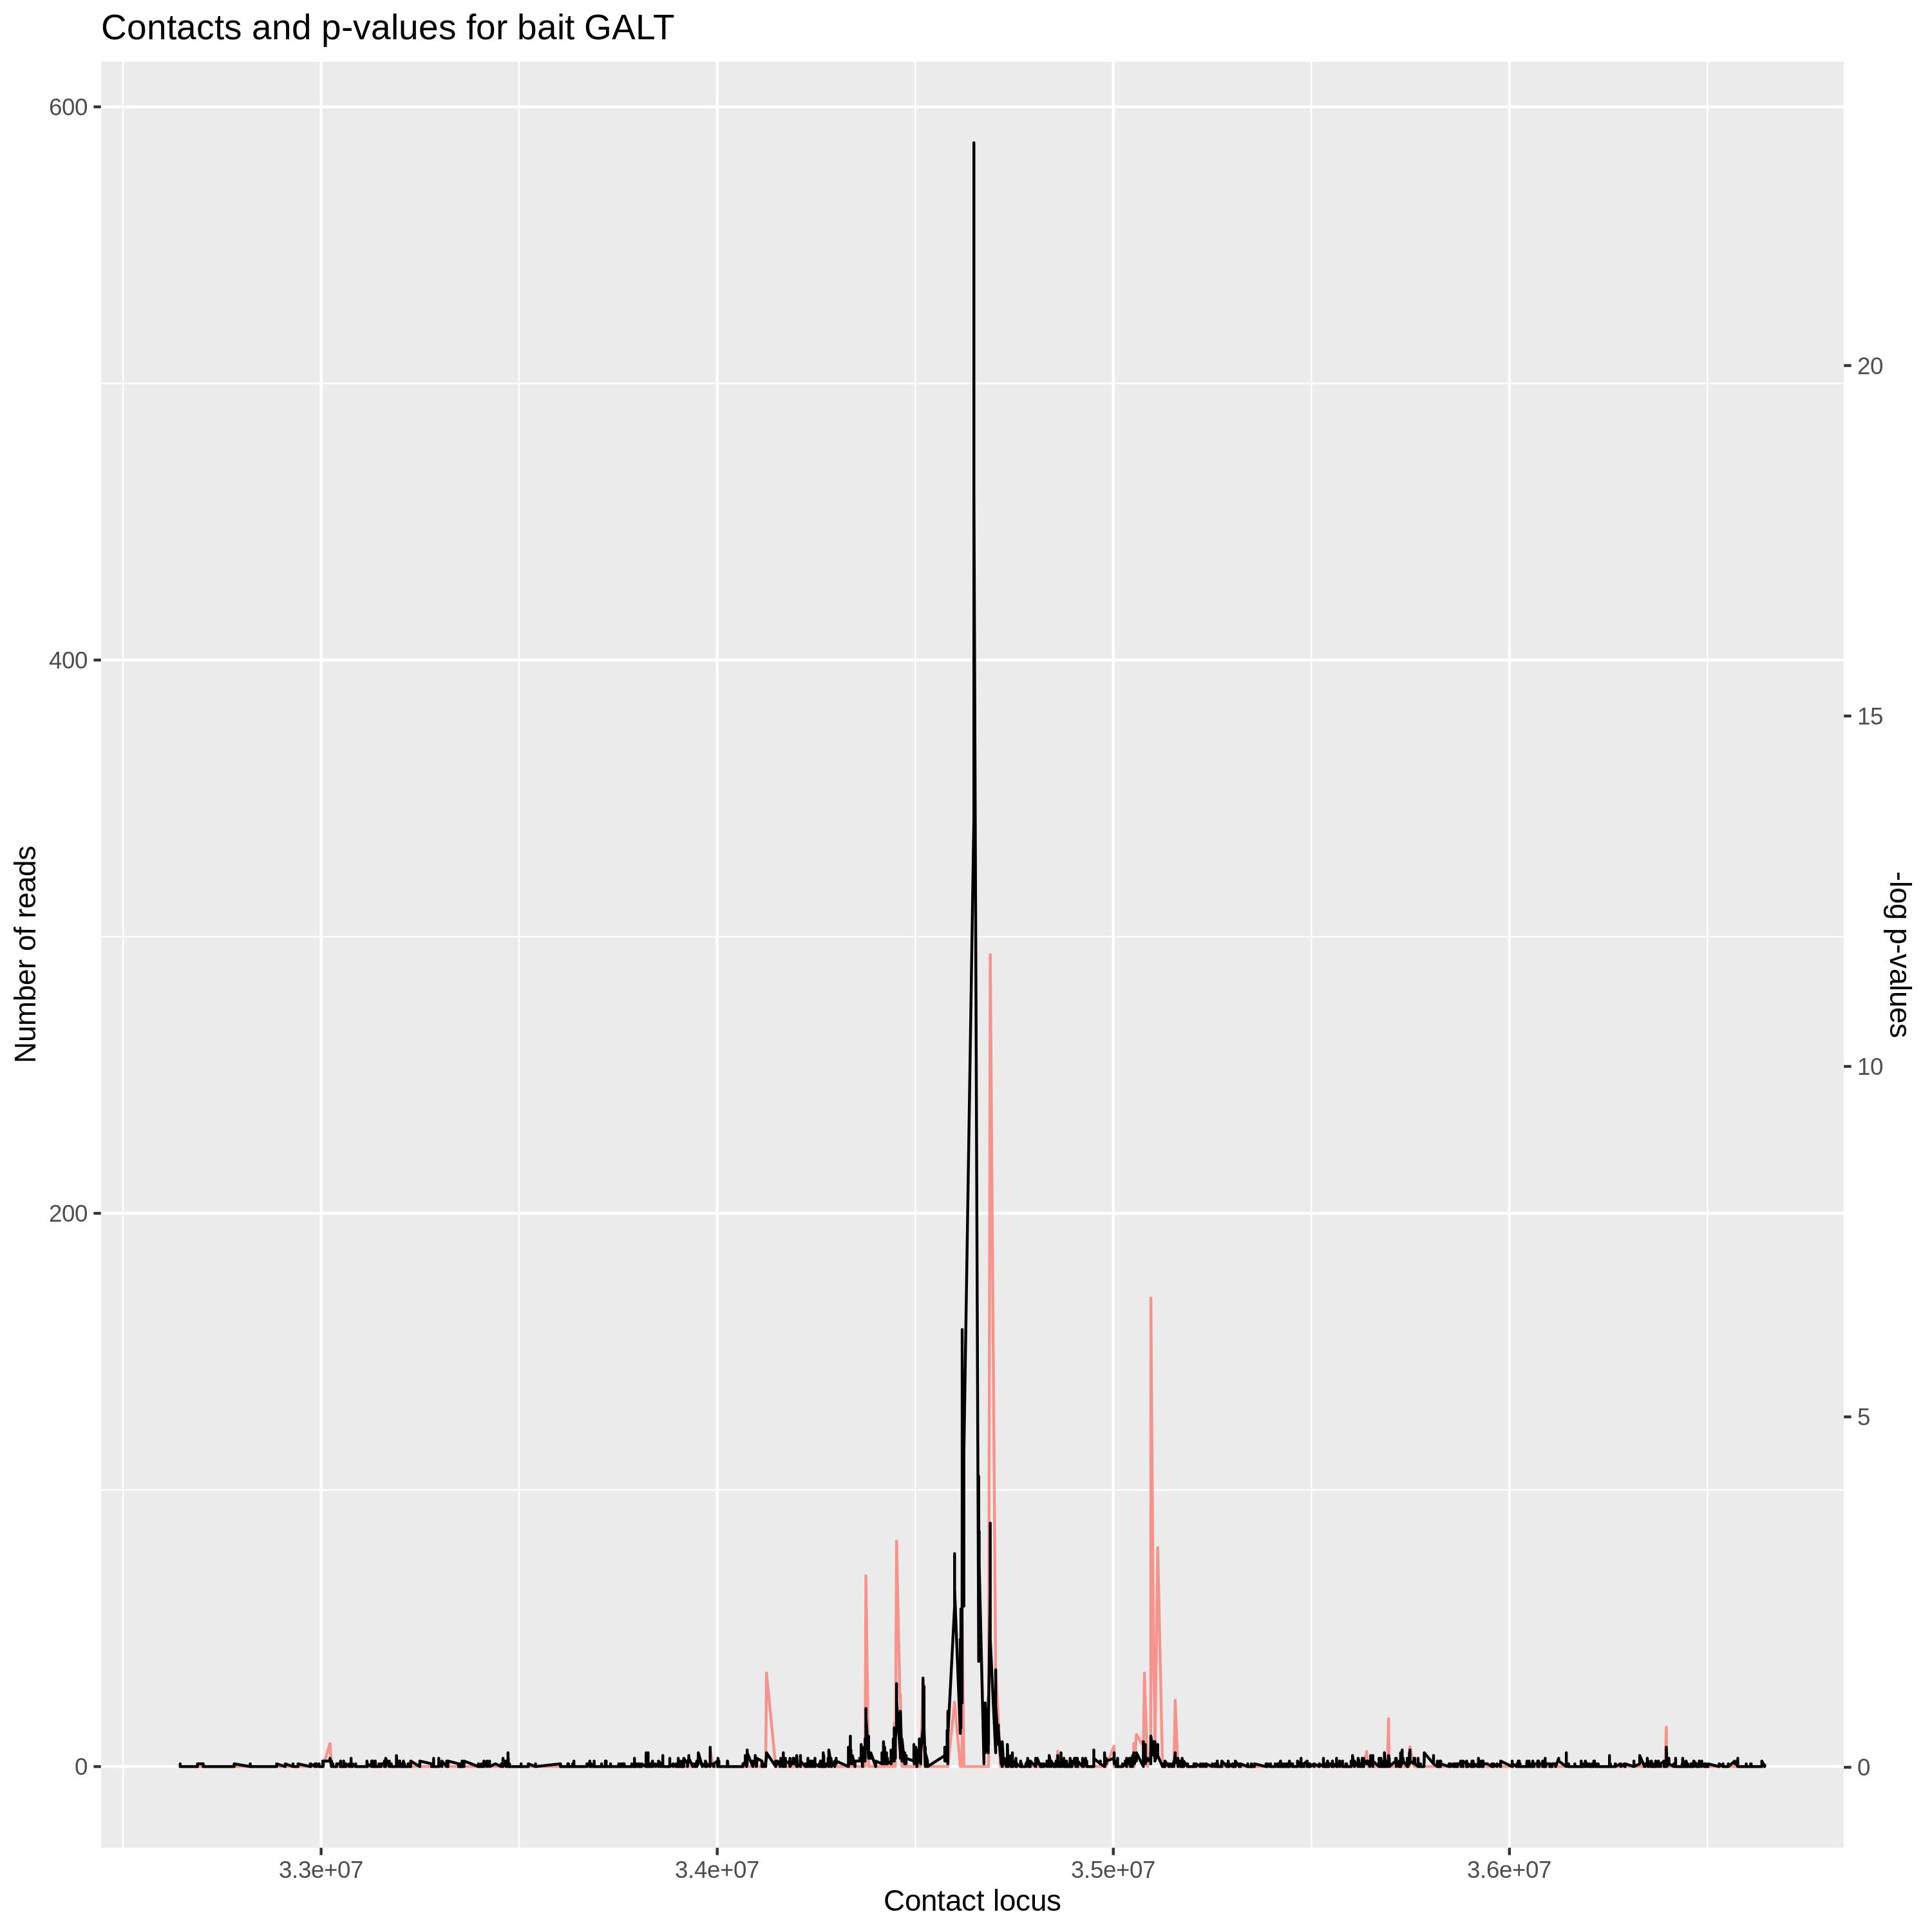 Contacts and p-values for bait GALT
600
400
200
0
Number of reads
20
15
10
5
0
-log p-values
3.3e+07
3.4e+07
3.5e+07
3.6e+07
Contact locus